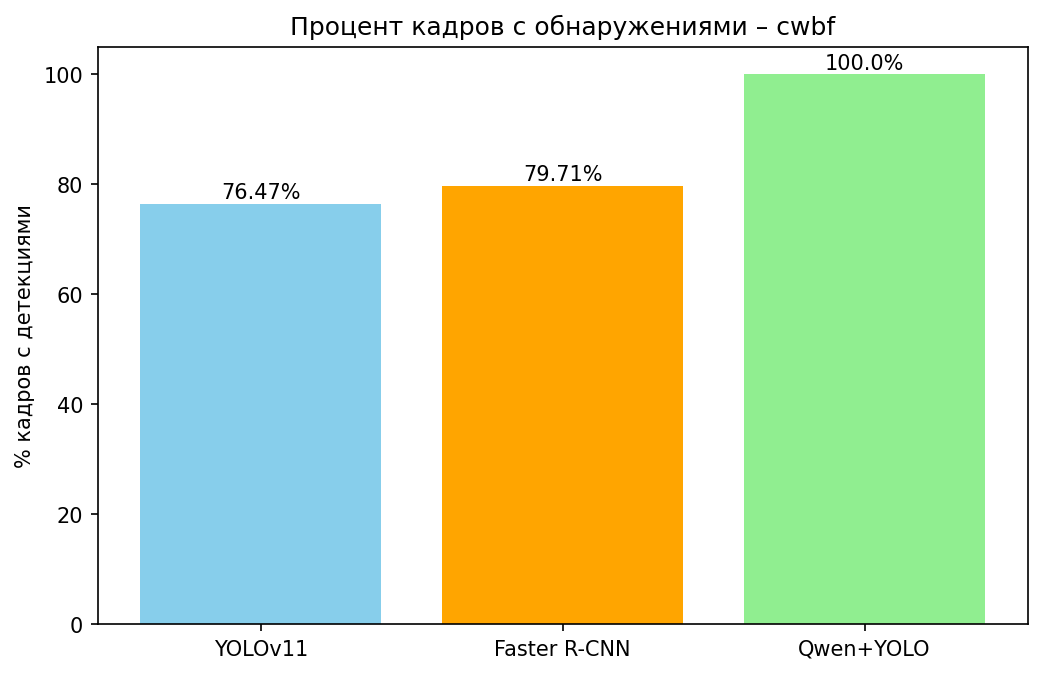 Процент кадров с обнаружениями – cwbf
% кадров с детекциями
100
80
60
40
20
0
76.47%
79.71%
100.0%
YOLOv11
Faster R-CNN
Qwen+YOLO